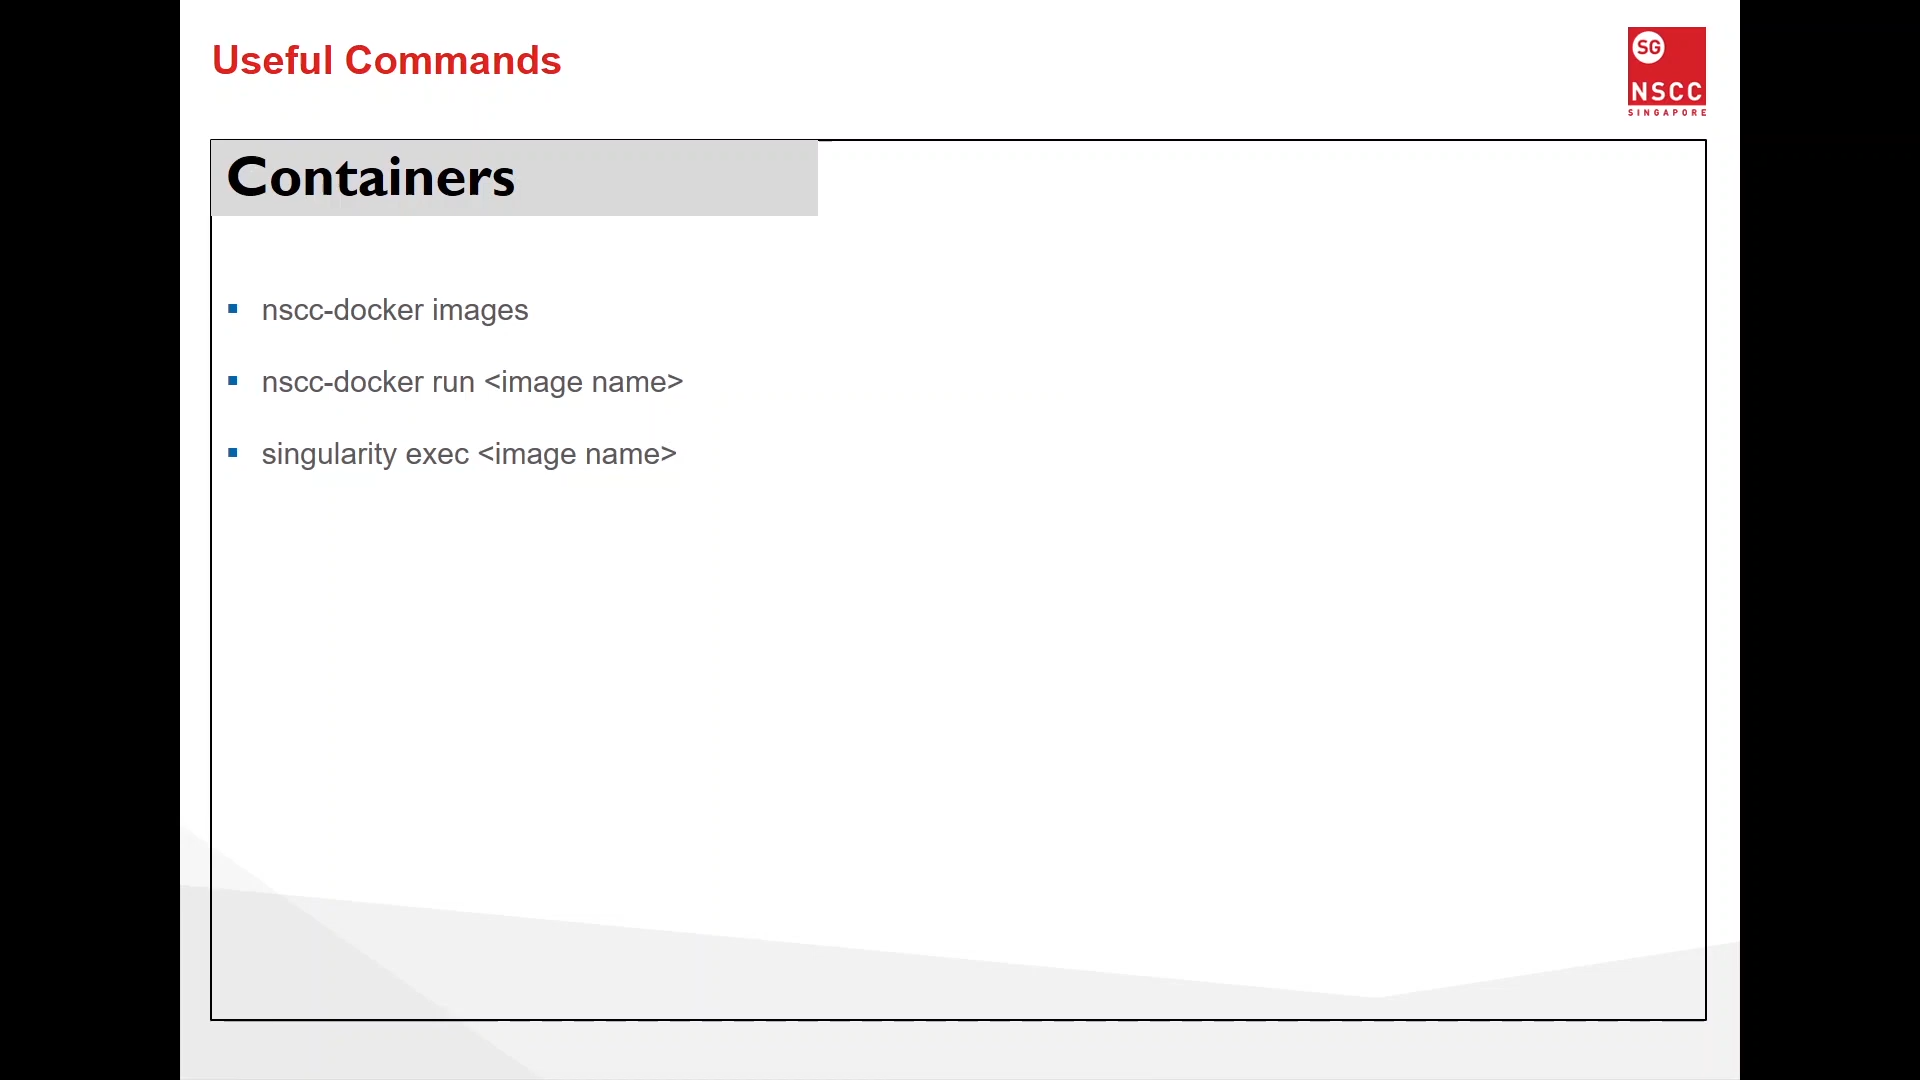 Useful Commands
SG
NSCC
SINGAPORE
Containers
nscc-docker images
nscc-docker run <image name>
singularity exec <image name>